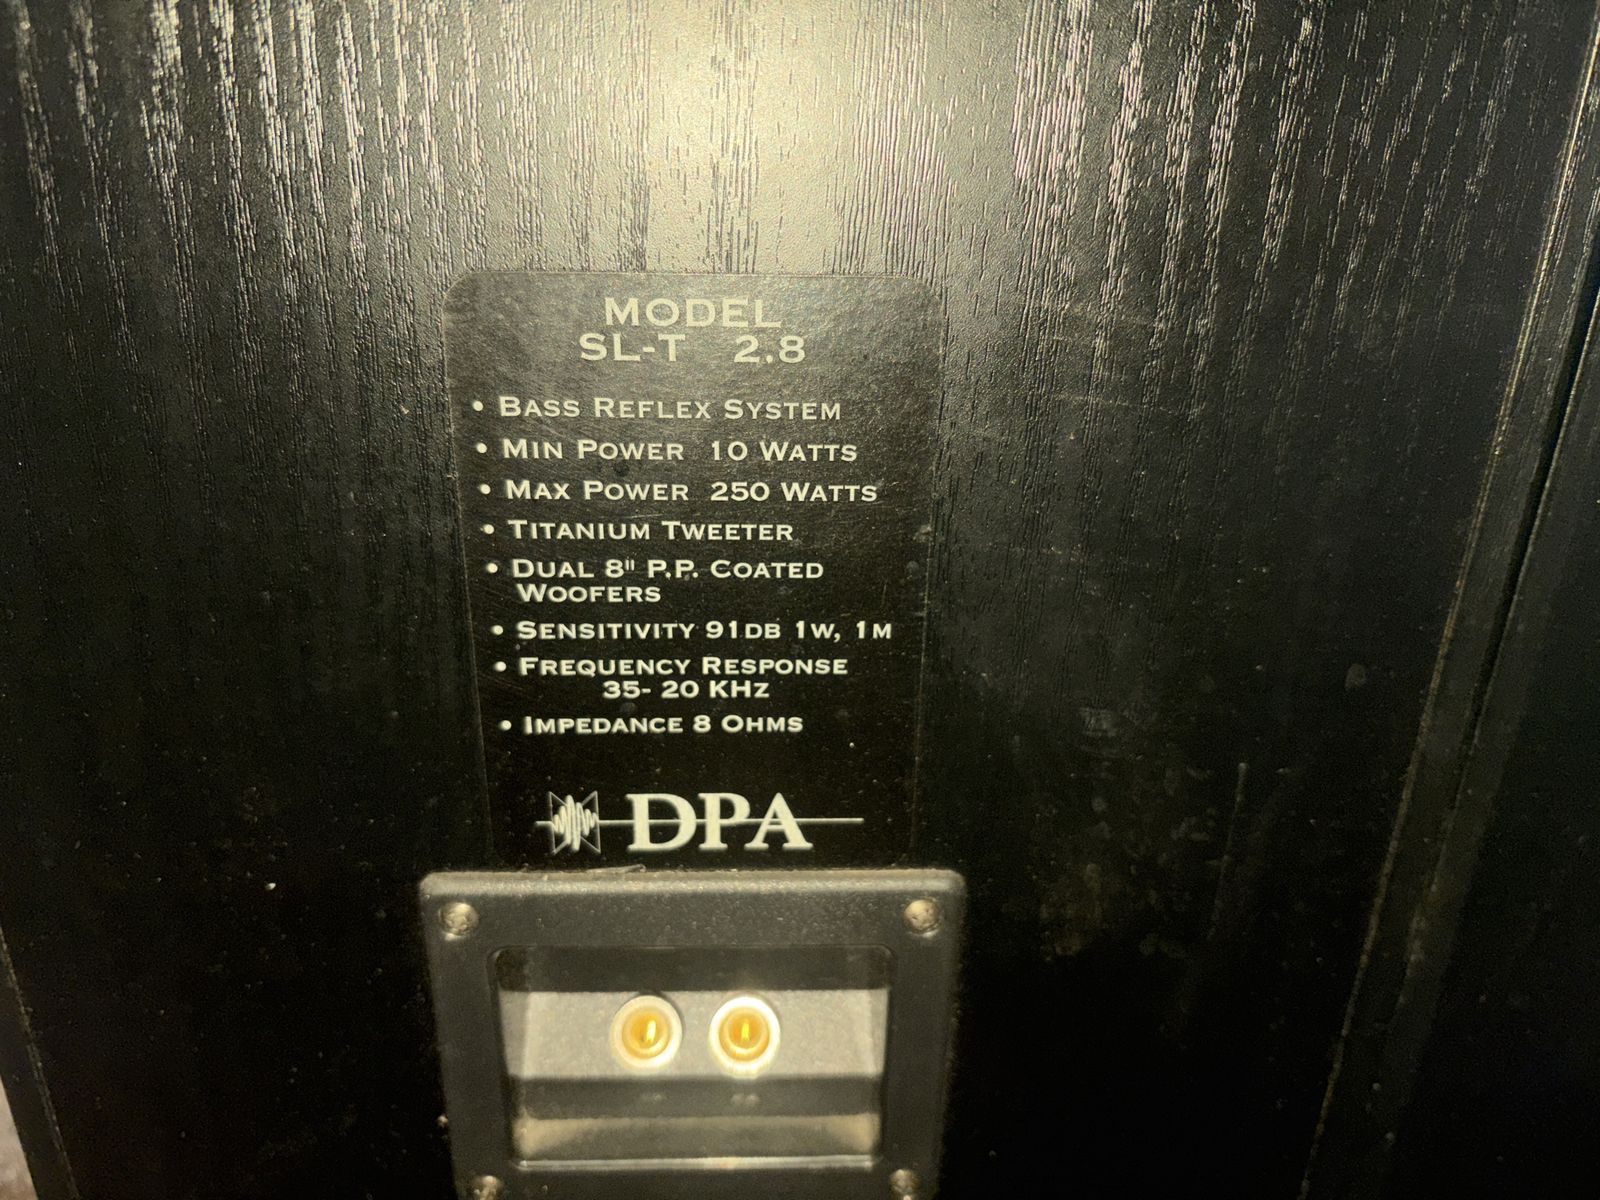 MODEL
SL-T 2.8
• BASS REFLEX SYSTEM
• MIN POWER 10 WATTS
• MAX POWER 250 WATTS
• TITANIUM TWEETER
• DUAL 8" P.P. COATED
WOOFERS
• SENSITIVITY 91DB 1W, 1M
• FREQUENCY RESPONSE
35- 20 KHZ
• IMPEDANCE 8 OHMS
DPA